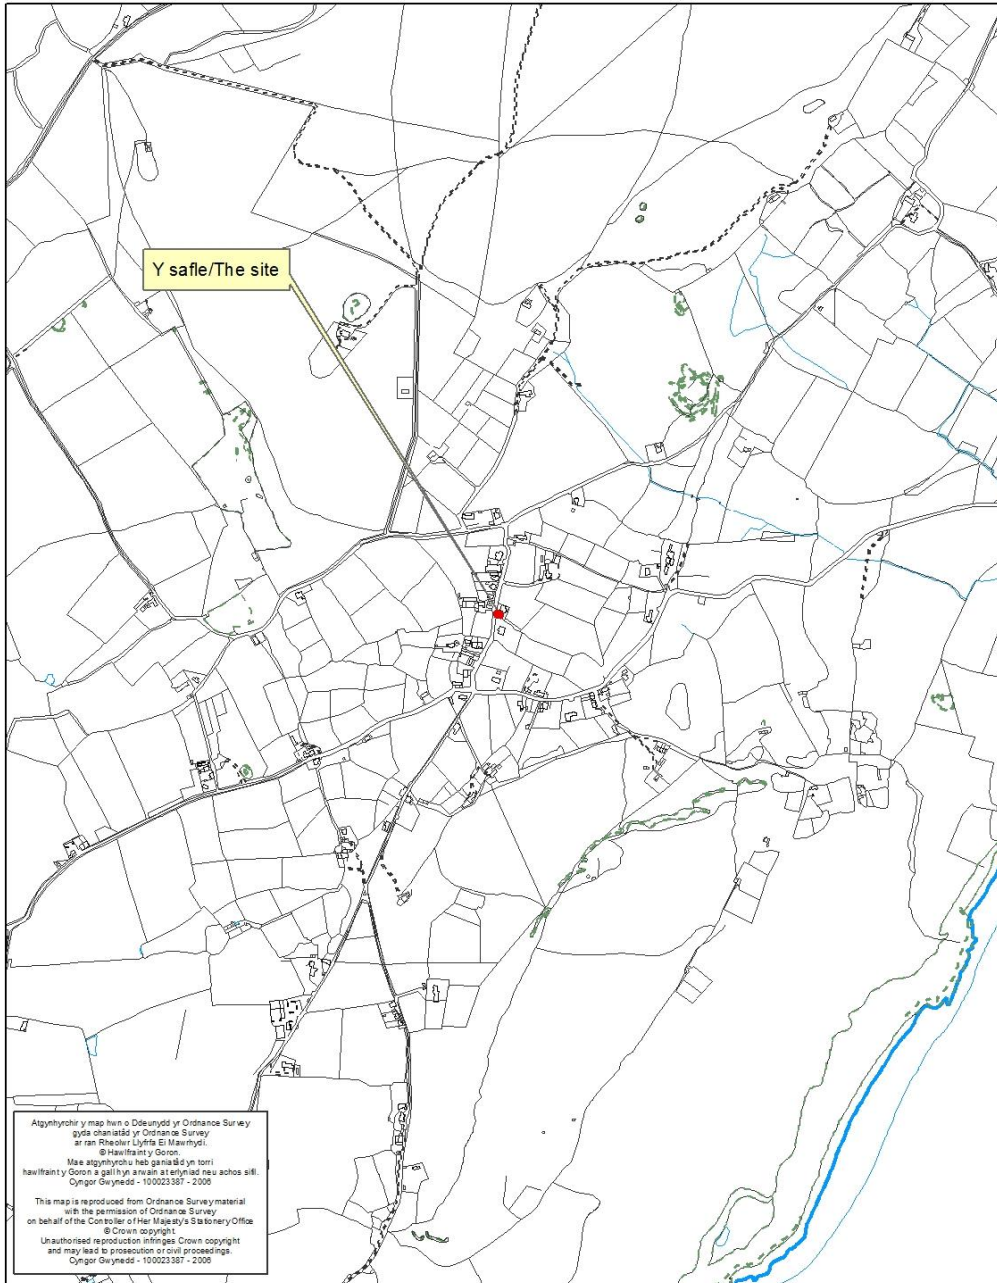 Y safle/The site
Atgynhyrchir y map hwn o Ddeunydd yr Ordnance Survey
gyda chaniatâd yr Ordnance Survey
ar ran Rheolwr Llyfrfa Ei Mawrhydi.
© Hawlfraint y Goron.
Mae atgynhyrchu heb ganiatâd yn torri
hawlfraint y Goron a gall hyn arwain at erlyniad neu achos sifil.
Cyngor Gwynedd - 100023387 - 2006
This map is reproduced from Ordnance Survey material
with the permission of Ordnance Survey
on behalf of the Controller of Her Majesty's Stationery Office
© Crown copyright.
Unauthorised reproduction infringes Crown copyright
and may lead to prosecution or civil proceedings.
Cyngor Gwynedd - 100023387 - 2006